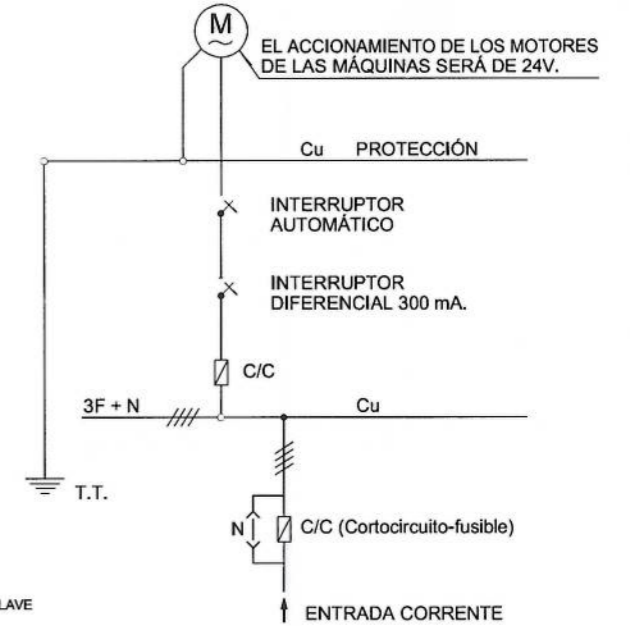 M
~
EL ACCIONAMIENTO DE LOS MOTORES
DE LAS MÁQUINAS SERÁ DE 24V.
Cu PROTECCIÓN
INTERRUPTOR
AUTOMÁTICO
INTERRUPTOR
DIFERENCIAL 300 mA.
C/C
3F + N
Cu
T.T.
N
C/C (Cortocircuito-fusible)
LAVE
ENTRADA CORRENTE